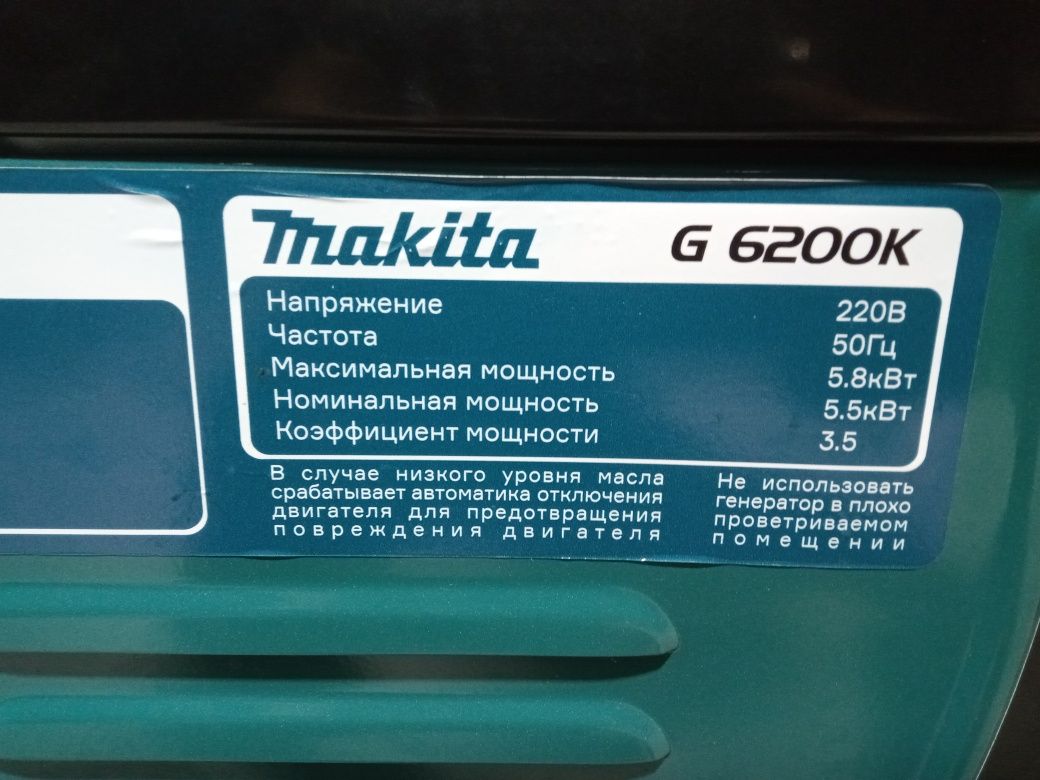 makita G 6200K
Напряжение 220В
Частота 50Гц
Максимальная мощность 5.8кВт
Номинальная мощность 5.5кВт
Коэффициент мощности 3.5
В случае низкого уровня масла
срабатывает автоматика отключения
двигателя для предотвращения
повреждения двигателя
Не использовать
генератор в плохо
проветриваемом
помещении